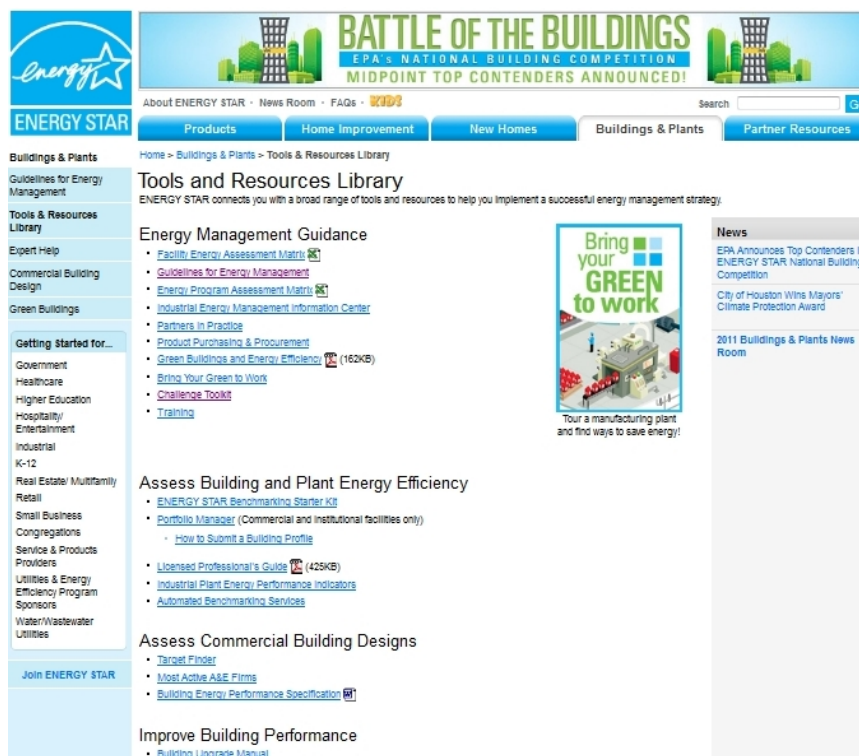 energy
ENERGY STAR
BATTLE OF THE BUILDINGS
EPA's NATIONAL BUILDING COMPETITION
MIDPOINT TOP CONTENDERS ANNOUNCED!
About ENERGY STAR · News Room · FAQs · KIDS
Search
G
Products
Home Improvement
New Homes
Buildings & Plants
Partner Resources
Buildings & Plants
Guidelines for Energy
Management
Tools & Resources
Library
Expert Help
Commercial Building
Design
Green Buildings
Getting Started for...
Government
Healthcare
Higher Education
Hospitality/
Entertainment
Industrial
K-12
Real Estate/ Multifamily
Retail
Small Business
Congregations
Service & Products
Providers
Utilities & Energy
Efficiency Program
Sponsors
Water/Wastewater
Utilities
Join ENERGY STAR
Home > Buildings & Plants > Tools & Resources Library
Tools and Resources Library
ENERGY STAR connects you with a broad range of tools and resources to help you implement a successful energy management strategy.
Energy Management Guidance
• Facility Energy Assessment Matrix
• Guidelines for Energy Management
• Energy Program Assessment Matrix
• Industrial Energy Management Information Center
• Partners in Practice
• Product Purchasing & Procurement
• Green Buildings and Energy Efficiency (162KB)
• Bring Your Green to Work
• Challenge Toolkit
• Training
Bring
your
GREEN
to work
Tour a manufacturing plant
and find ways to save energy!
Assess Building and Plant Energy Efficiency
• ENERGY STAR Benchmarking Starter Kit
• Portfolio Manager (Commercial and institutional facilities only)
◦ How to Submit a Building Profile
• Licensed Professional's Guide (425KB)
• Industrial Plant Energy Performance Indicators
• Automated Benchmarking Services
Assess Commercial Building Designs
• Target Finder
• Most Active A&E Firms
• Building Energy Performance Specification
Improve Building Performance
• Building Upgrade Manual
News
EPA Announces Top Contenders
ENERGY STAR National Building
Competition
City of Houston Wins Mayors'
Climate Protection Award
2011 Buildings & Plants News
Room